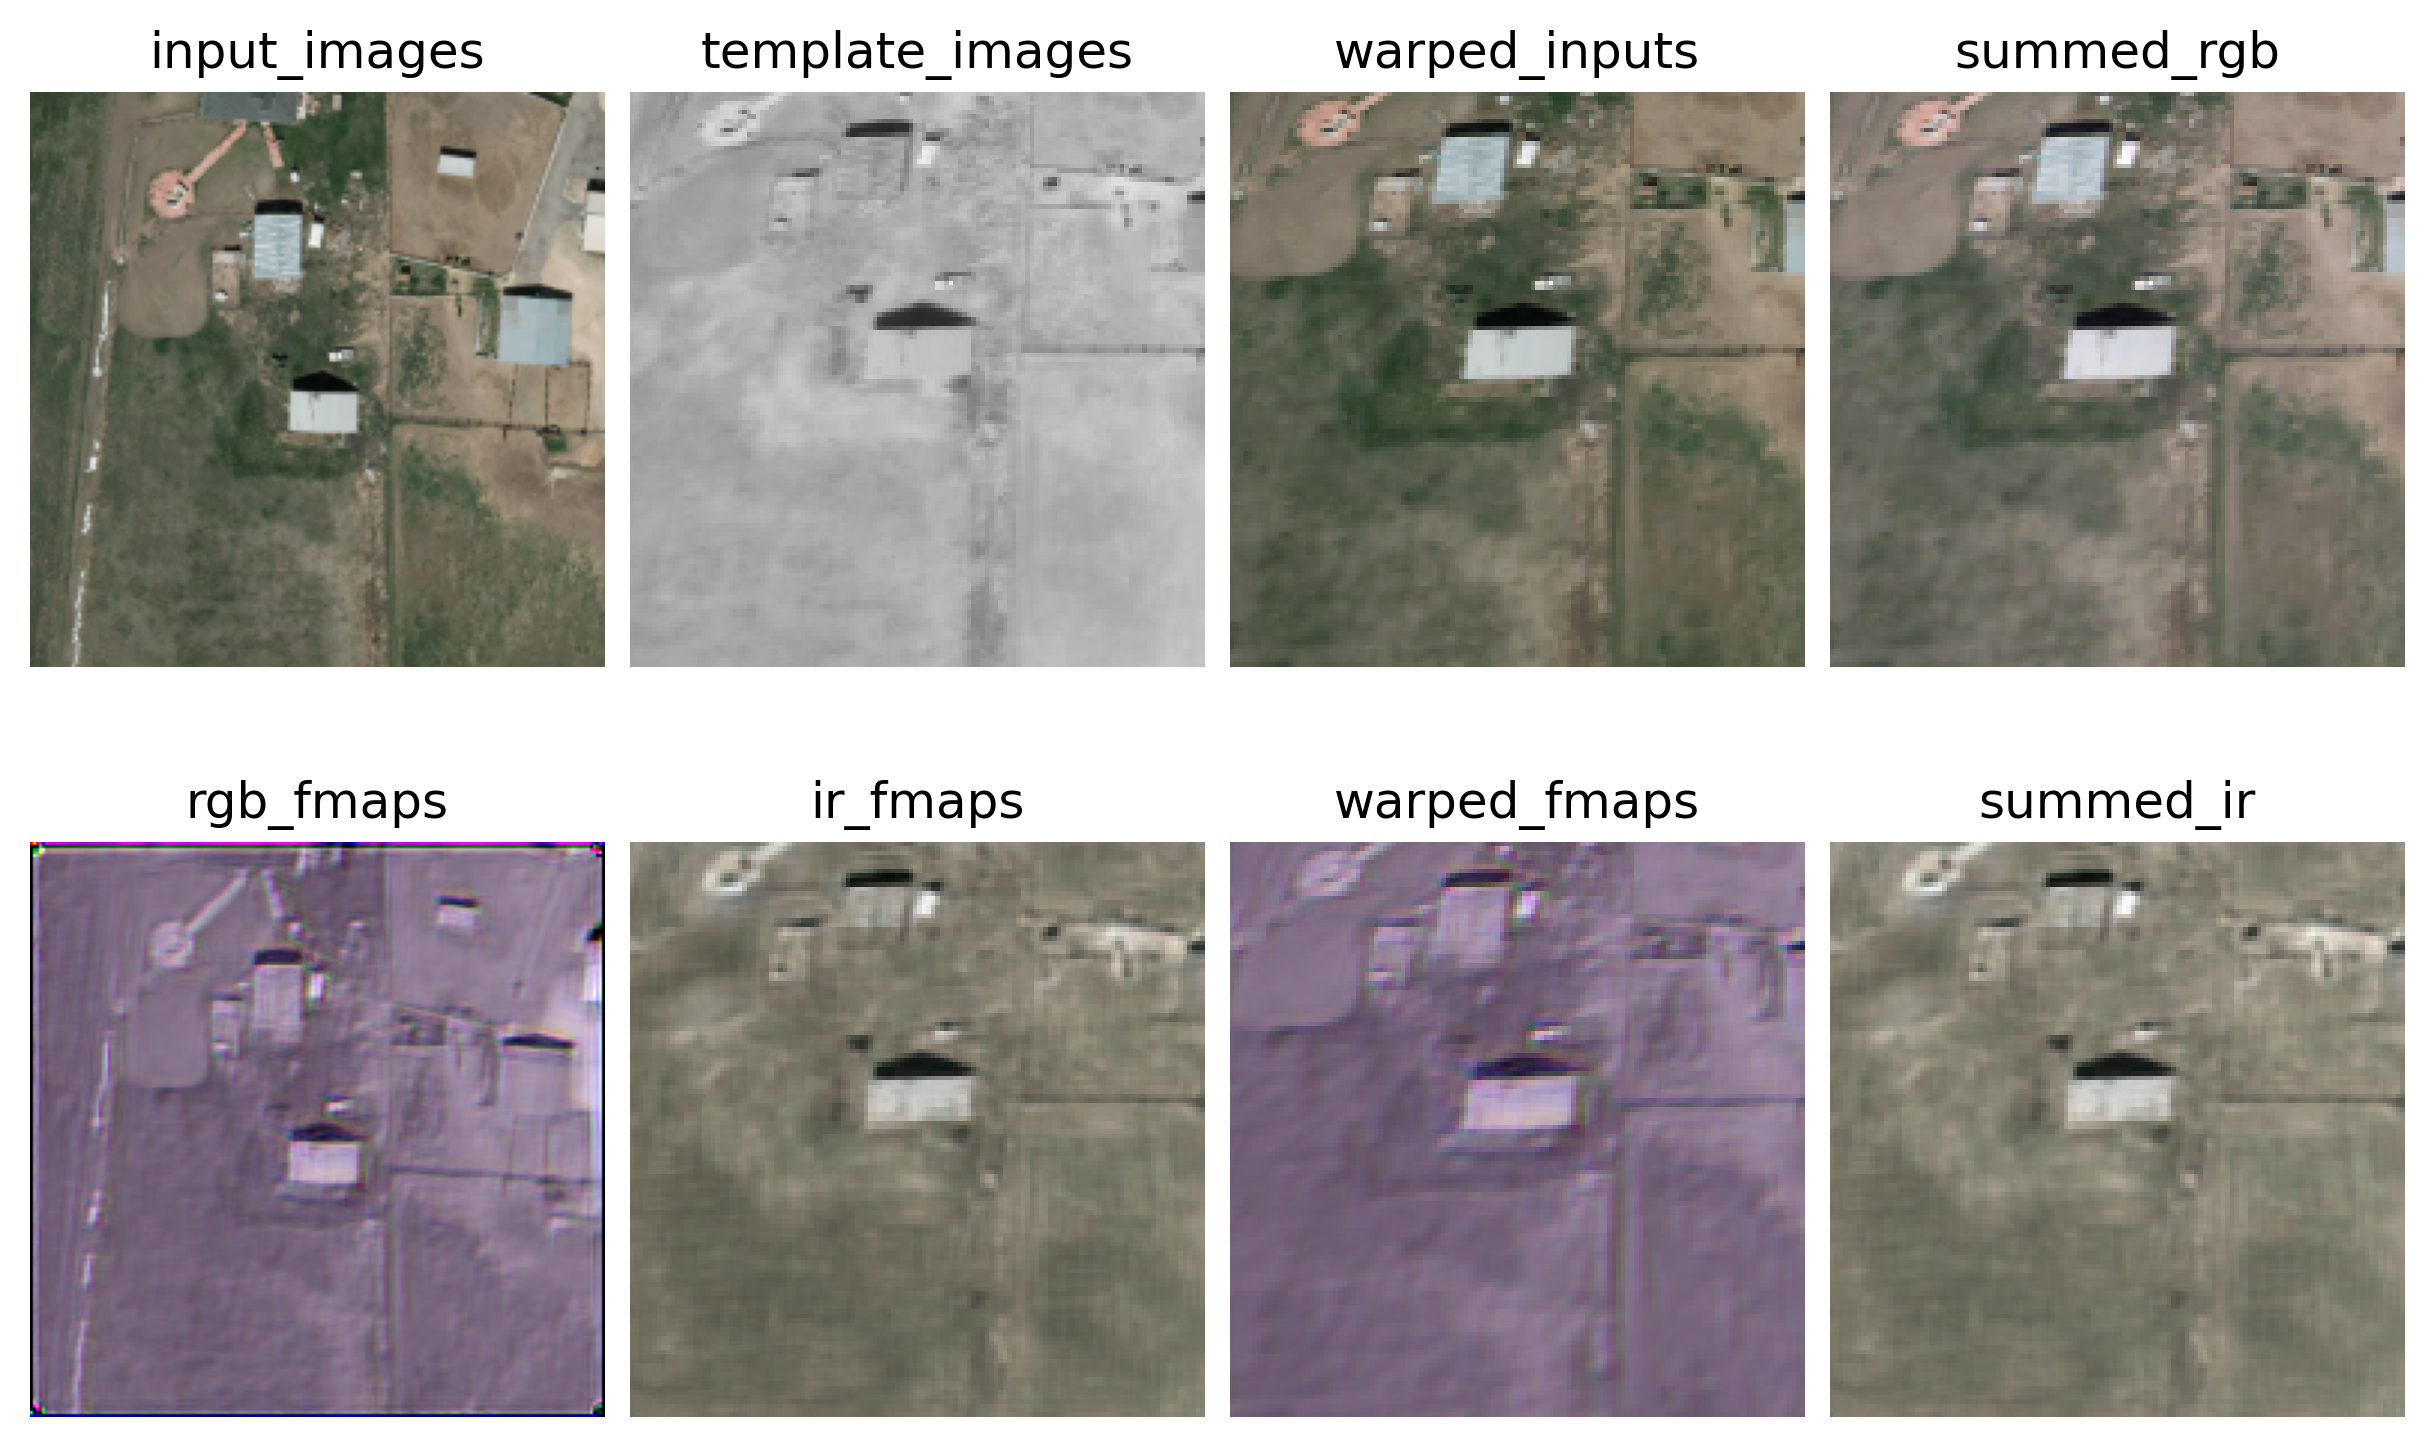 input_images
template_images
warped_inputs
summed_rgb
rgb_fmaps
ir_fmaps
warped_fmaps
summed_ir